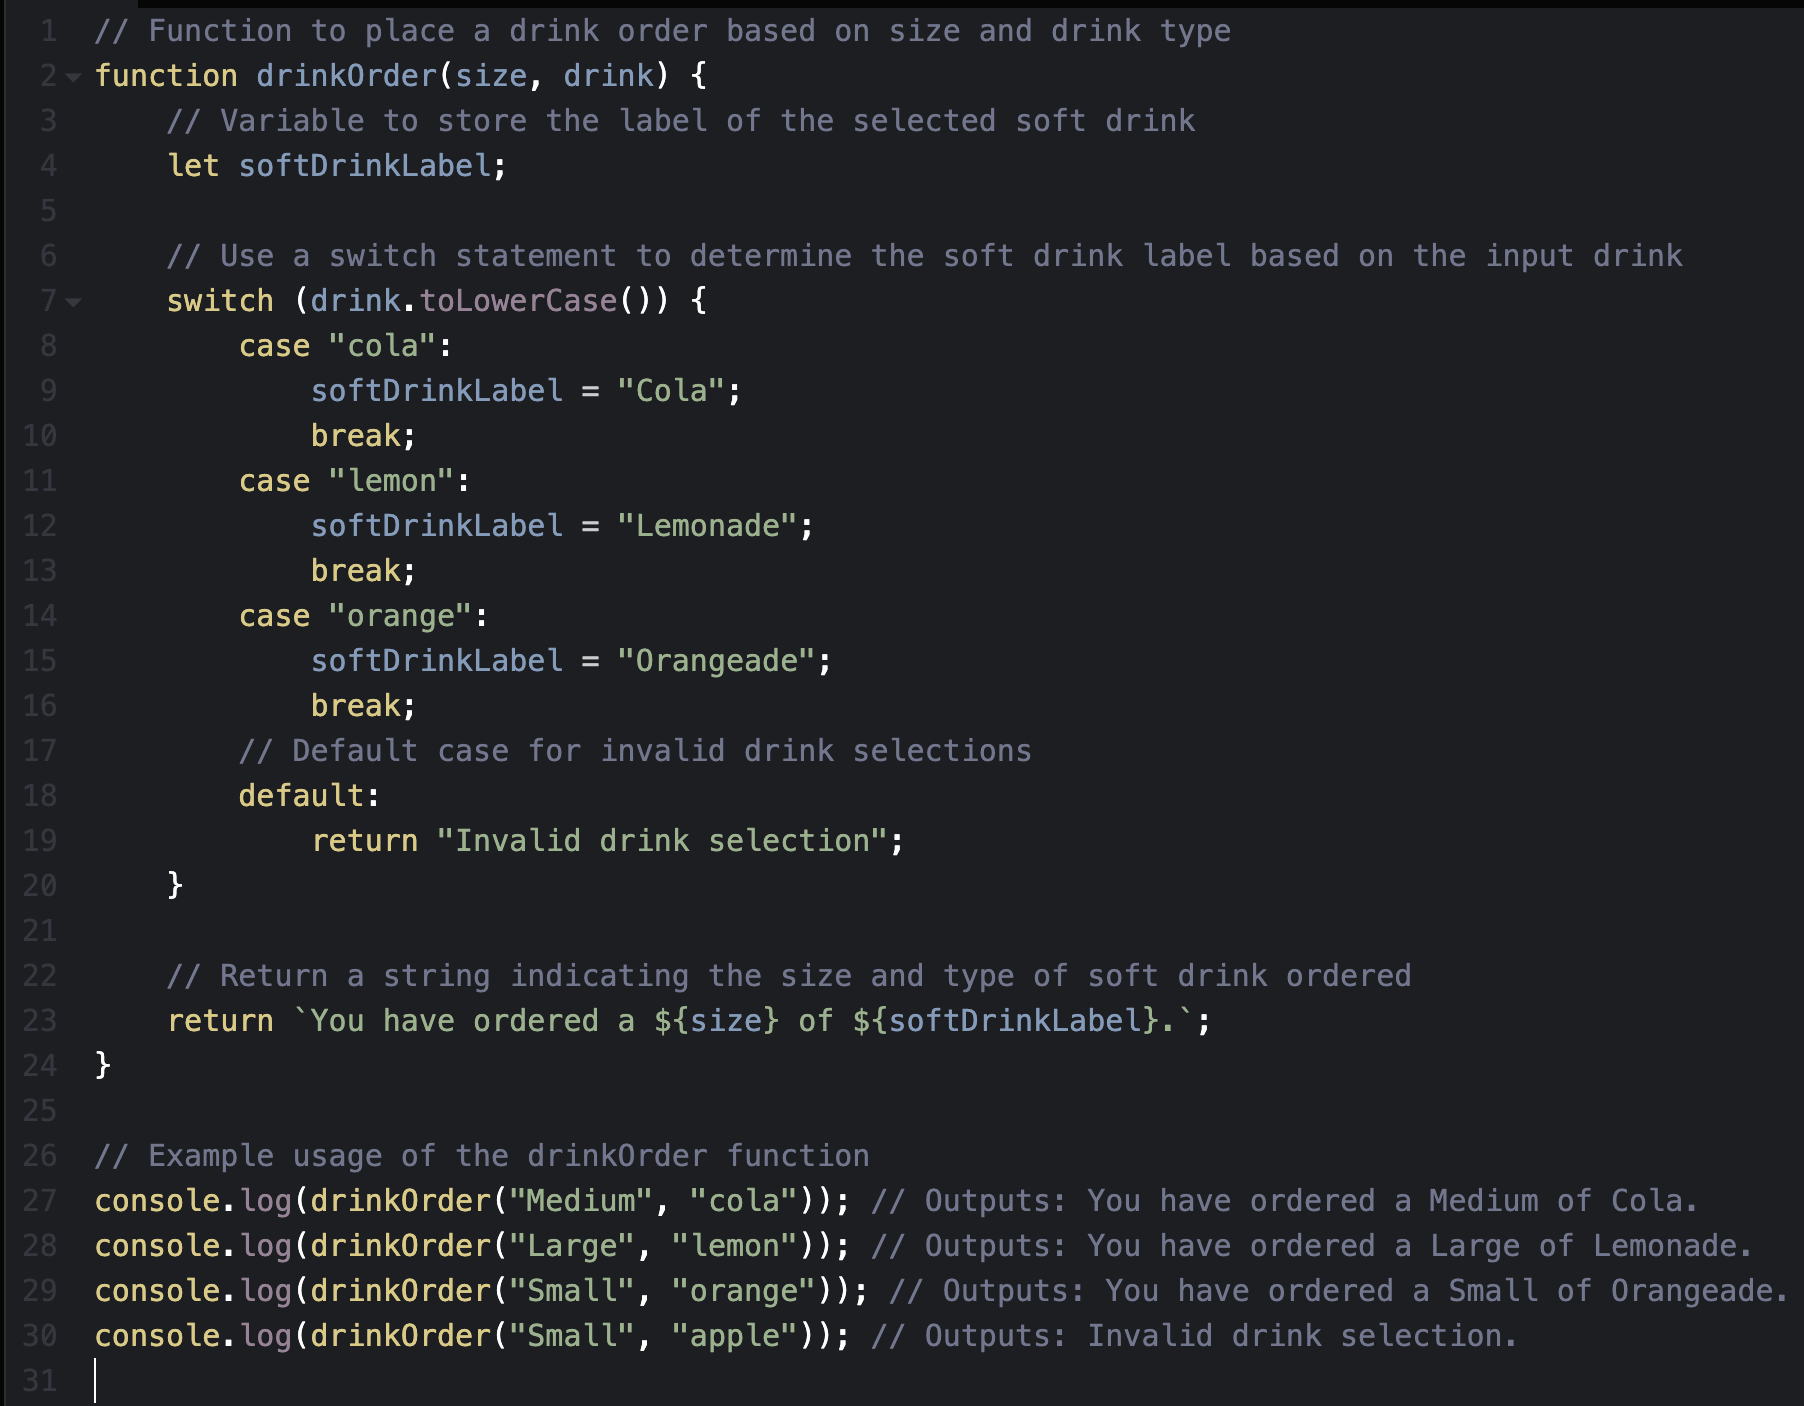 1 // Function to place a drink order based on size and drink type
2 function drinkOrder(size, drink) {
3     // Variable to store the label of the selected soft drink
4     let softDrinkLabel;
5
6     // Use a switch statement to determine the soft drink label based on the input drink
7     switch (drink.toLowerCase()) {
8         case "cola":
9             softDrinkLabel = "Cola";
10             break;
11         case "lemon":
12             softDrinkLabel = "Lemonade";
13             break;
14         case "orange":
15             softDrinkLabel = "Orangeade";
16             break;
17         // Default case for invalid drink selections
18         default:
19             return "Invalid drink selection";
20     }
21
22     // Return a string indicating the size and type of soft drink ordered
23     return `You have ordered a ${size} of ${softDrinkLabel}.`;
24 }
25
26 // Example usage of the drinkOrder function
27 console.log(drinkOrder("Medium", "cola")); // Outputs: You have ordered a Medium of Cola.
28 console.log(drinkOrder("Large", "lemon")); // Outputs: You have ordered a Large of Lemonade.
29 console.log(drinkOrder("Small", "orange")); // Outputs: You have ordered a Small of Orangeade.
30 console.log(drinkOrder("Small", "apple")); // Outputs: Invalid drink selection.
31